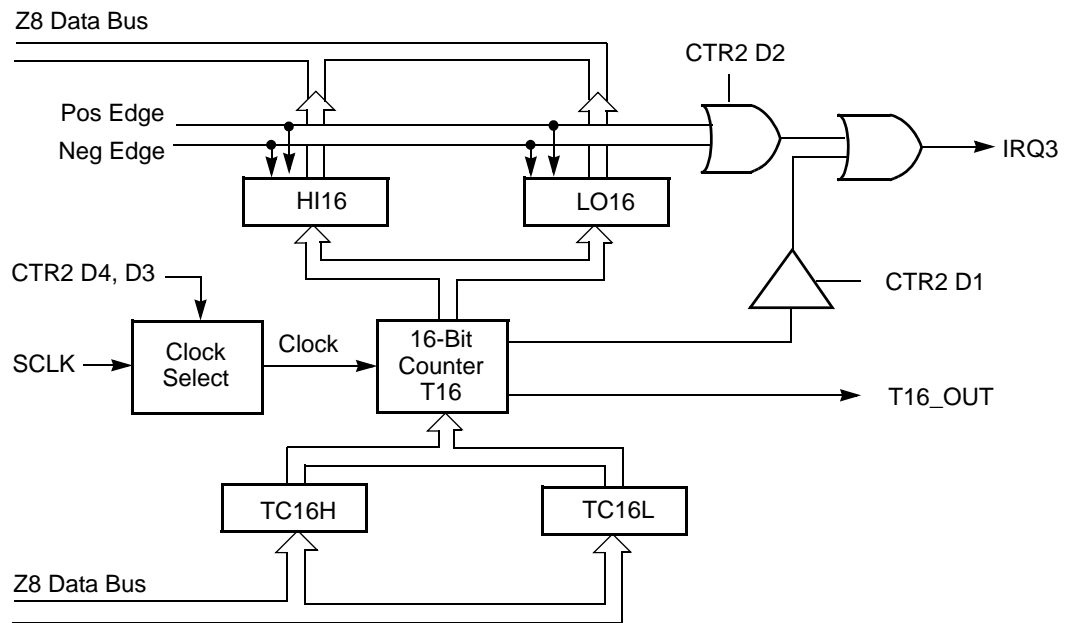 Z8 Data Bus
CTR2 D2
Pos Edge
Neg Edge
IRQ3
HI16
LO16
CTR2 D4, D3
CTR2 D1
SCLK
Clock
Select
Clock
16-Bit
Counter
T16
T16_OUT
TC16H
TC16L
Z8 Data Bus